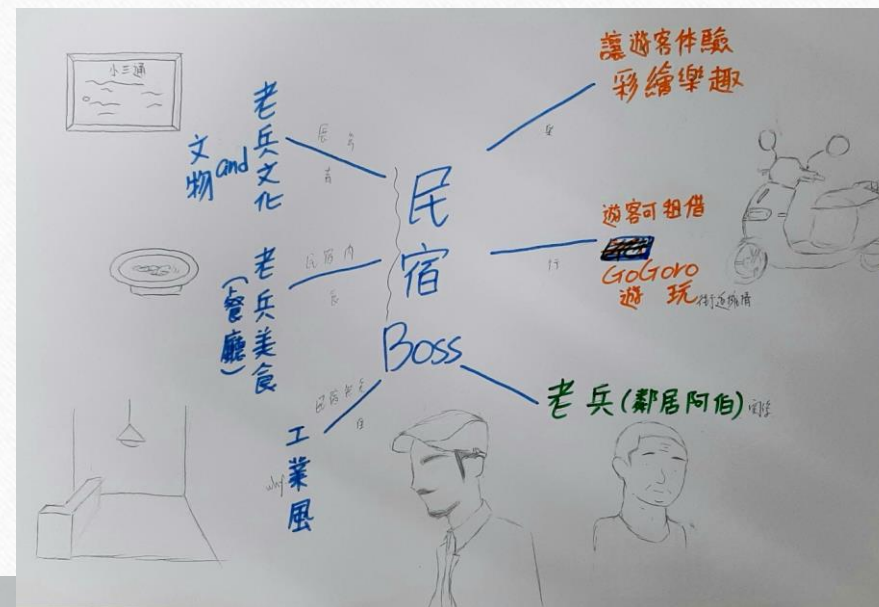 小三通
老兵文化
and
文物
老兵美食
(餐廳)
工業風
why
民宿
Boss
讓遊客体驗
彩繪樂趣
遊客可租借
GoGoro
遊玩
老兵(鄰居阿伯)